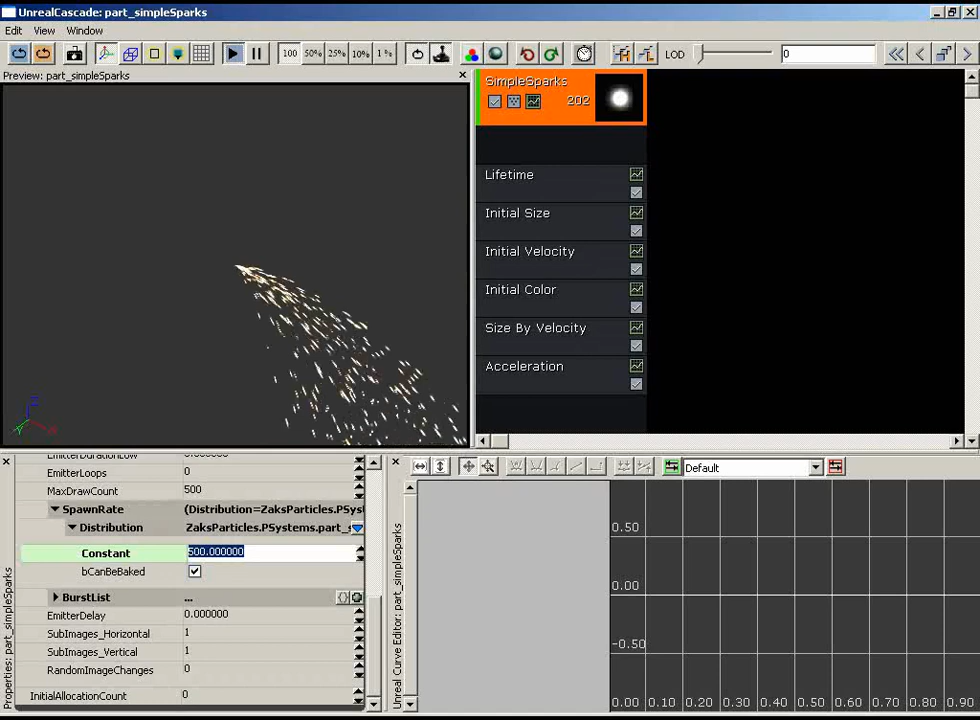 UnrealCascade: part_simpleSparks
Edit View Window
100 50% 25% 10% 1% LOD 0
Preview: part_simpleSparks
SimpleSparks
202
Lifetime
Initial Size
Initial Velocity
Initial Color
Size By Velocity
Acceleration
Z
X
Y
EmitterDurationLow 0.000000
EmitterLoops 0
MaxDrawCount 500
SpawnRate (Distribution=ZaksParticles.PSyst
Distribution ZaksParticles.PSystems.part_s
Constant 500.000000
bCanBeBaked
BurstList ...
EmitterDelay 0.000000
SubImages_Horizontal 1
SubImages_Vertical 1
RandomImageChanges 0
InitialAllocationCount 0
Properties: part_simpleSparks
Default
Unreal Curve Editor: part_simpleSparks
0.50
0.00
-0.50
0.00 0.10 0.20 0.30 0.40 0.50 0.60 0.70 0.80 0.90